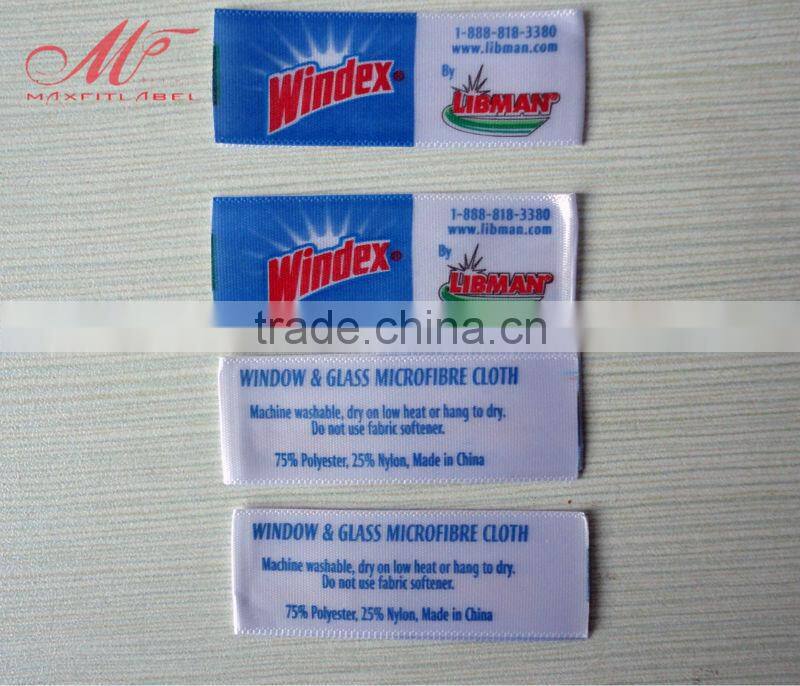 MF
MAXFITLABEL
1-888-818-3380
www.libman.com
Windex®
By
LIBMAN®
1-888-818-3380
www.libman.com
Windex®
By
LIBMAN®
trade.china.cn
WINDOW & GLASS MICROFIBRE CLOTH
Machine washable, dry on low heat or hang to dry.
Do not use fabric softener.
75% Polyester, 25% Nylon, Made in China
WINDOW & GLASS MICROFIBRE CLOTH
Machine washable, dry on low heat or hang to dry.
Do not use fabric softener.
75% Polyester, 25% Nylon, Made in China